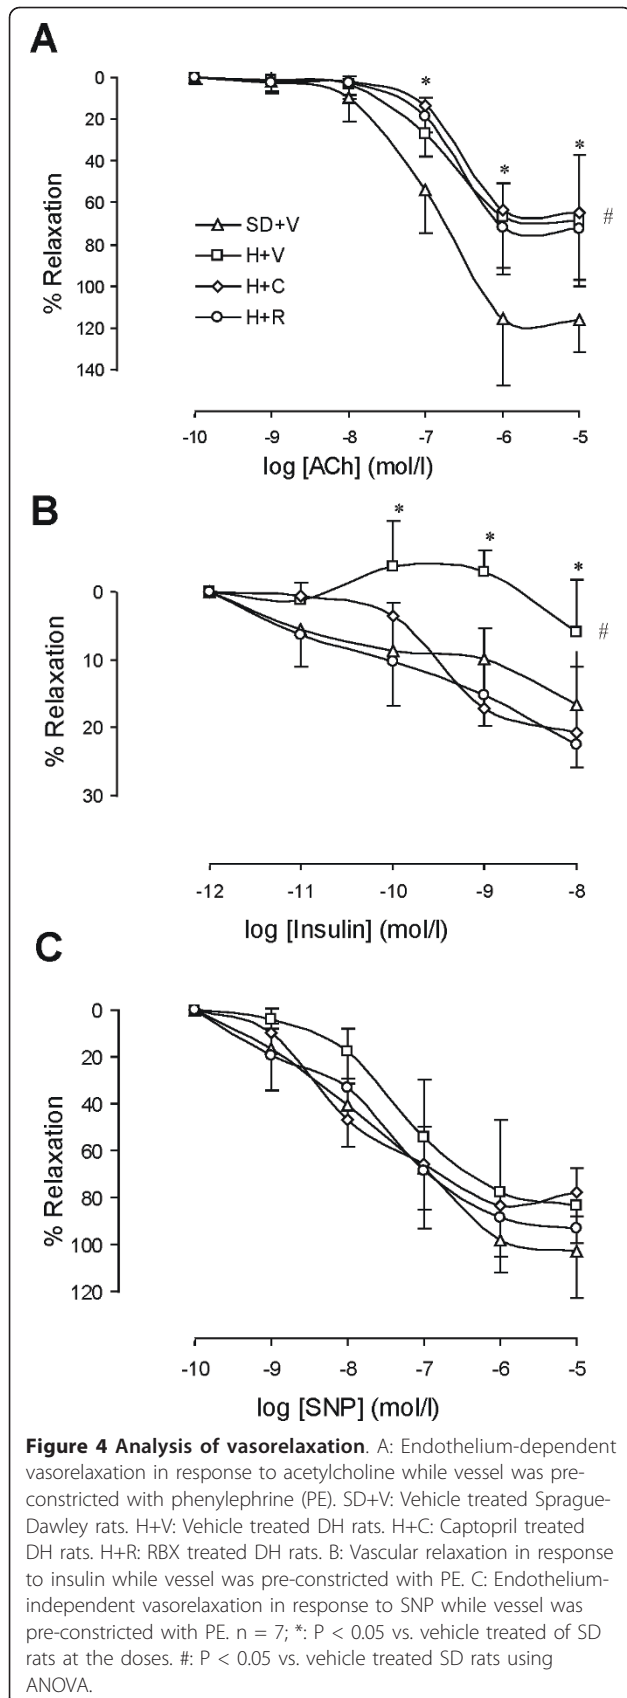 A
0
20
40
60
80
100
120
140
% Relaxation
*
*
*
#
SD+V
H+V
H+C
H+R
-10 -9 -8 -7 -6 -5
log [ACh] (mol/l)
B
*
*
*
#
0
10
20
30
% Relaxation
-12 -11 -10 -9 -8
log [Insulin] (mol/l)
C
0
20
40
60
80
100
120
% Relaxation
-10 -9 -8 -7 -6 -5
log [SNP] (mol/l)
Figure 4 Analysis of vasorelaxation. A: Endothelium-dependent
vasorelaxation in response to acetylcholine while vessel was pre-
constricted with phenylephrine (PE). SD+V: Vehicle treated Sprague-
Dawley rats. H+V: Vehicle treated DH rats. H+C: Captopril treated
DH rats. H+R: RBX treated DH rats. B: Vascular relaxation in response
to insulin while vessel was pre-constricted with PE. C: Endothelium-
independent vasorelaxation in response to SNP while vessel was
pre-constricted with PE. n = 7; *: P < 0.05 vs. vehicle treated of SD
rats at the doses. #: P < 0.05 vs. vehicle treated SD rats using
ANOVA.